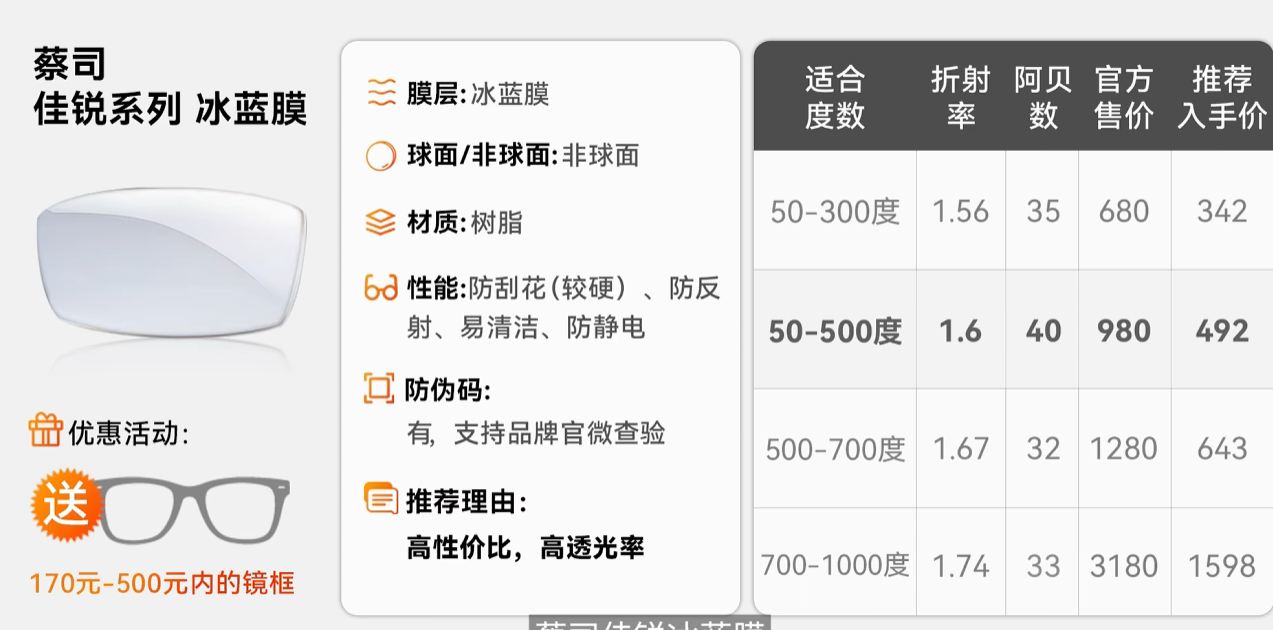 蔡司
佳锐系列 冰蓝膜
优惠活动:
送
170元-500元内的镜框
膜层:冰蓝膜
球面/非球面:非球面
材质:树脂
性能:防刮花(较硬）、防反
射、易清洁、防静电
防伪码:
有，支持品牌官微查验
推荐理由:
高性价比，高透光率
适合度数 折射率 阿贝数 官方售价 推荐入手价
50-300度 1.56 35 680 342
50-500度 1.6 40 980 492
500-700度 1.67 32 1280 643
700-1000度 1.74 33 3180 1598
蔡司佳锐冰蓝膜